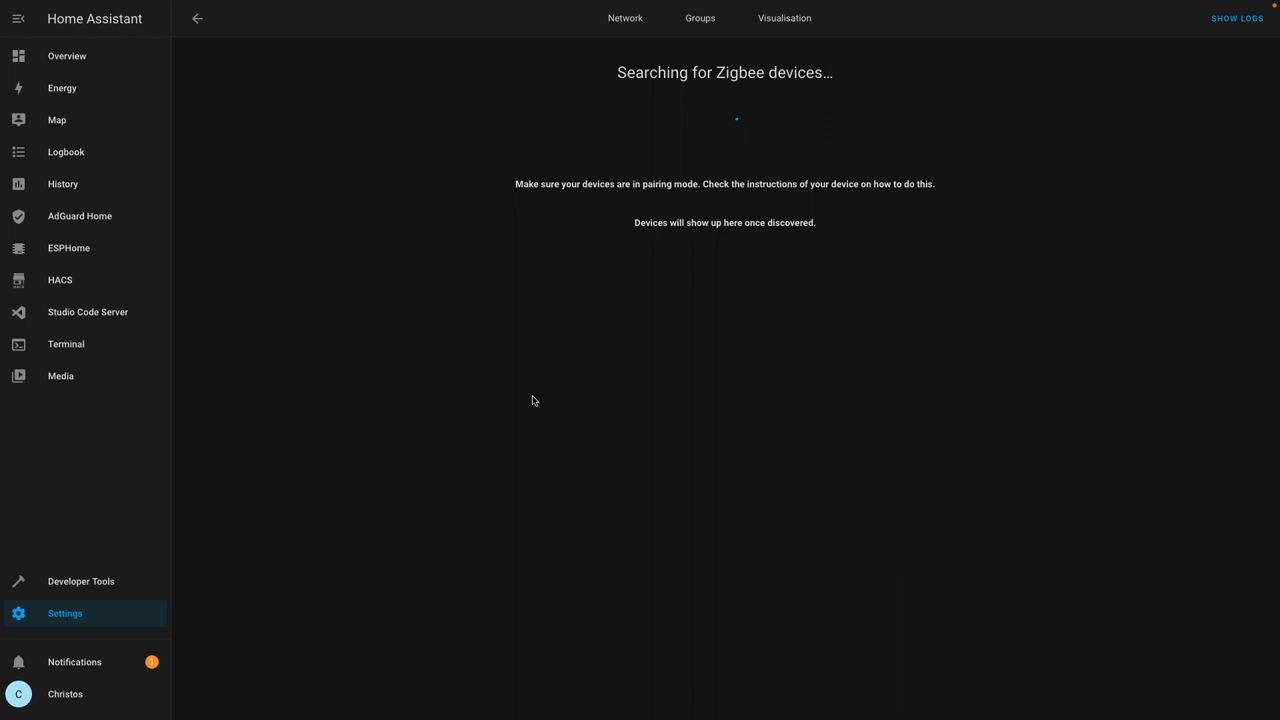 Home Assistant
Network Groups Visualisation
SHOW LOGS
Overview
Energy
Map
Logbook
History
AdGuard Home
ESPHome
HACS
HACS
Studio Code Server
Terminal
Media
Searching for Zigbee devices…
Make sure your devices are in pairing mode. Check the instructions of your device on how to do this.
Devices will show up here once discovered.
Developer Tools
Settings
Notifications 1
C Christos